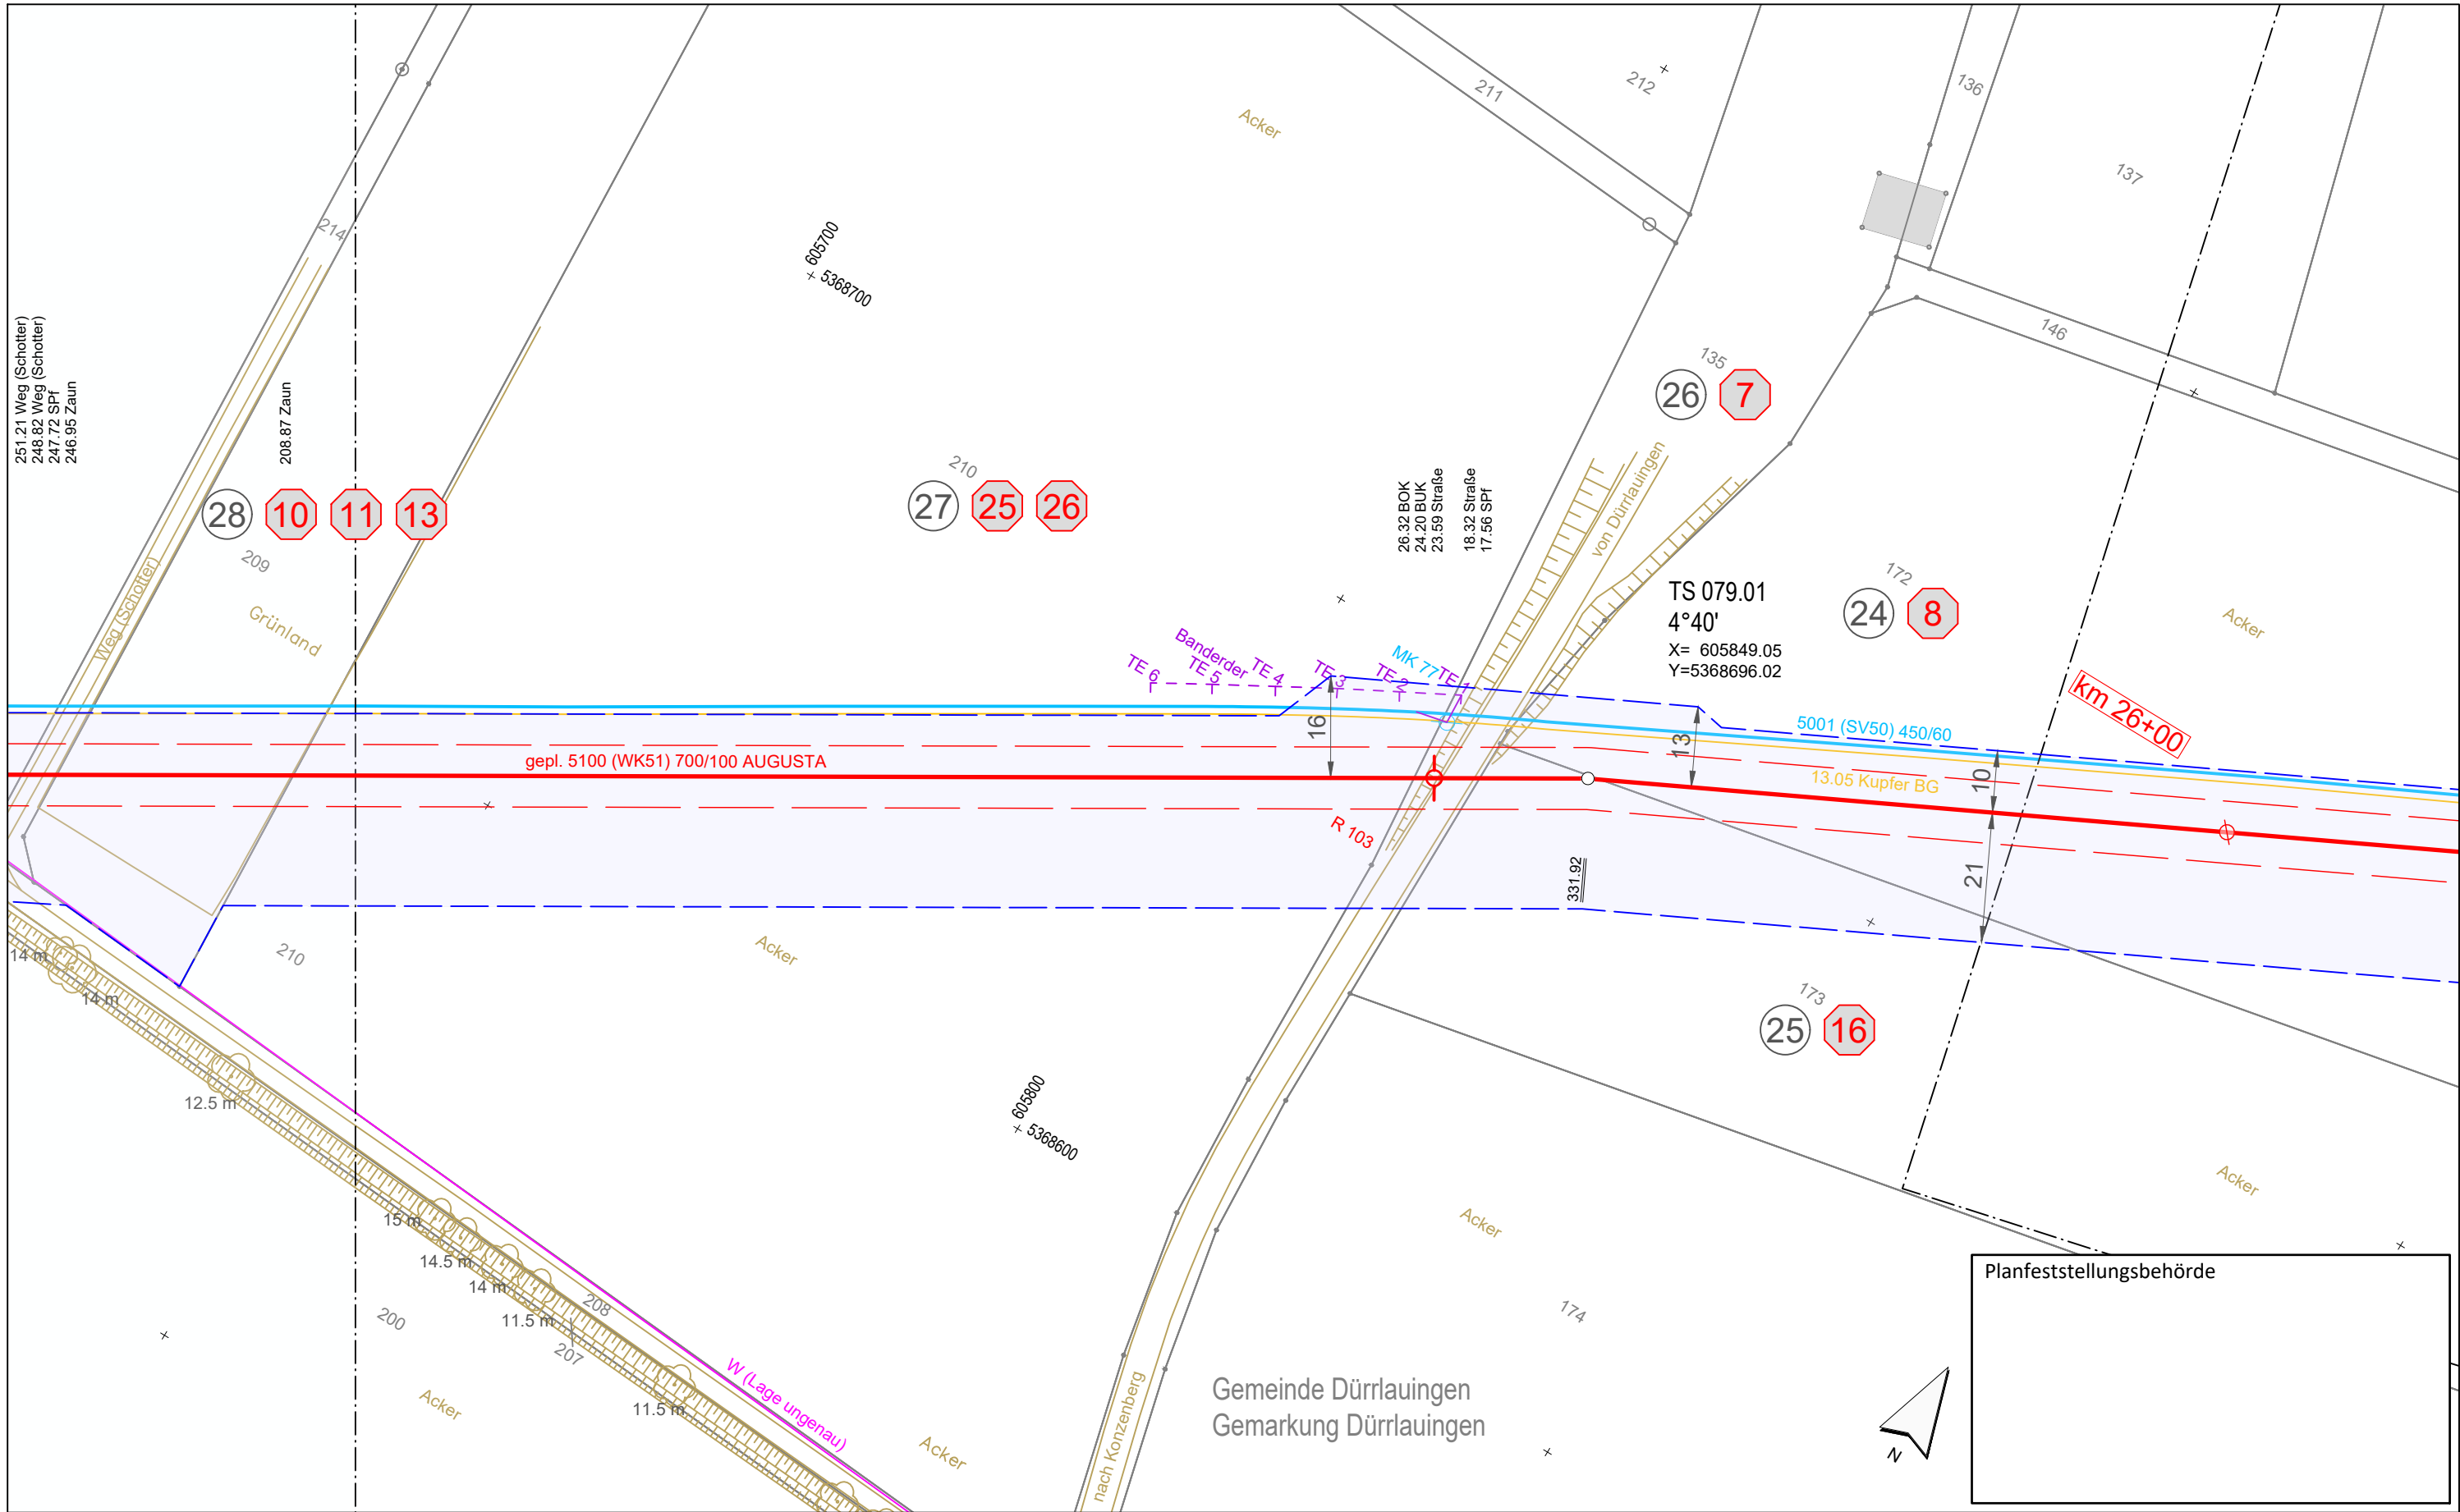 211
212
136
137
Acker
214
605700
5368700
146
135
26
7
251.21 Weg (Schotter)
248.82 Weg (Schotter)
247.72 SPf
246.95 Zaun
208.87 Zaun
28
10
11
13
209
Grünland
Weg (Schotter)
210
27
25
26
26.32 BOK
24.20 BUK
23.59 Straße
18.32 Straße
17.56 SPf
von Dürrlauingen
TS 079.01
4°40'
X= 605849.05
Y=5368696.02
172
24
8
Acker
km 26+00
Banderder
TE 6
TE 5
TE 4
TE 3
TE 2
TE 1
MK 77
16
13
10
21
5001 (SV50) 450/60
13.05 Kupfer BG
gepl. 5100 (WK51) 700/100 AUGUSTA
R 103
331.92
210
Acker
173
25
16
14 m
14 m
12.5 m
15 m
14.5 m
14 m
11.5 m
11.5 m
605800
5368600
Acker
Acker
174
208
207
200
Acker
W (Lage ungenau)
Acker
nach Konzenberg
Gemeinde Dürrlauingen
Gemarkung Dürrlauingen
N
Planfeststellungsbehörde